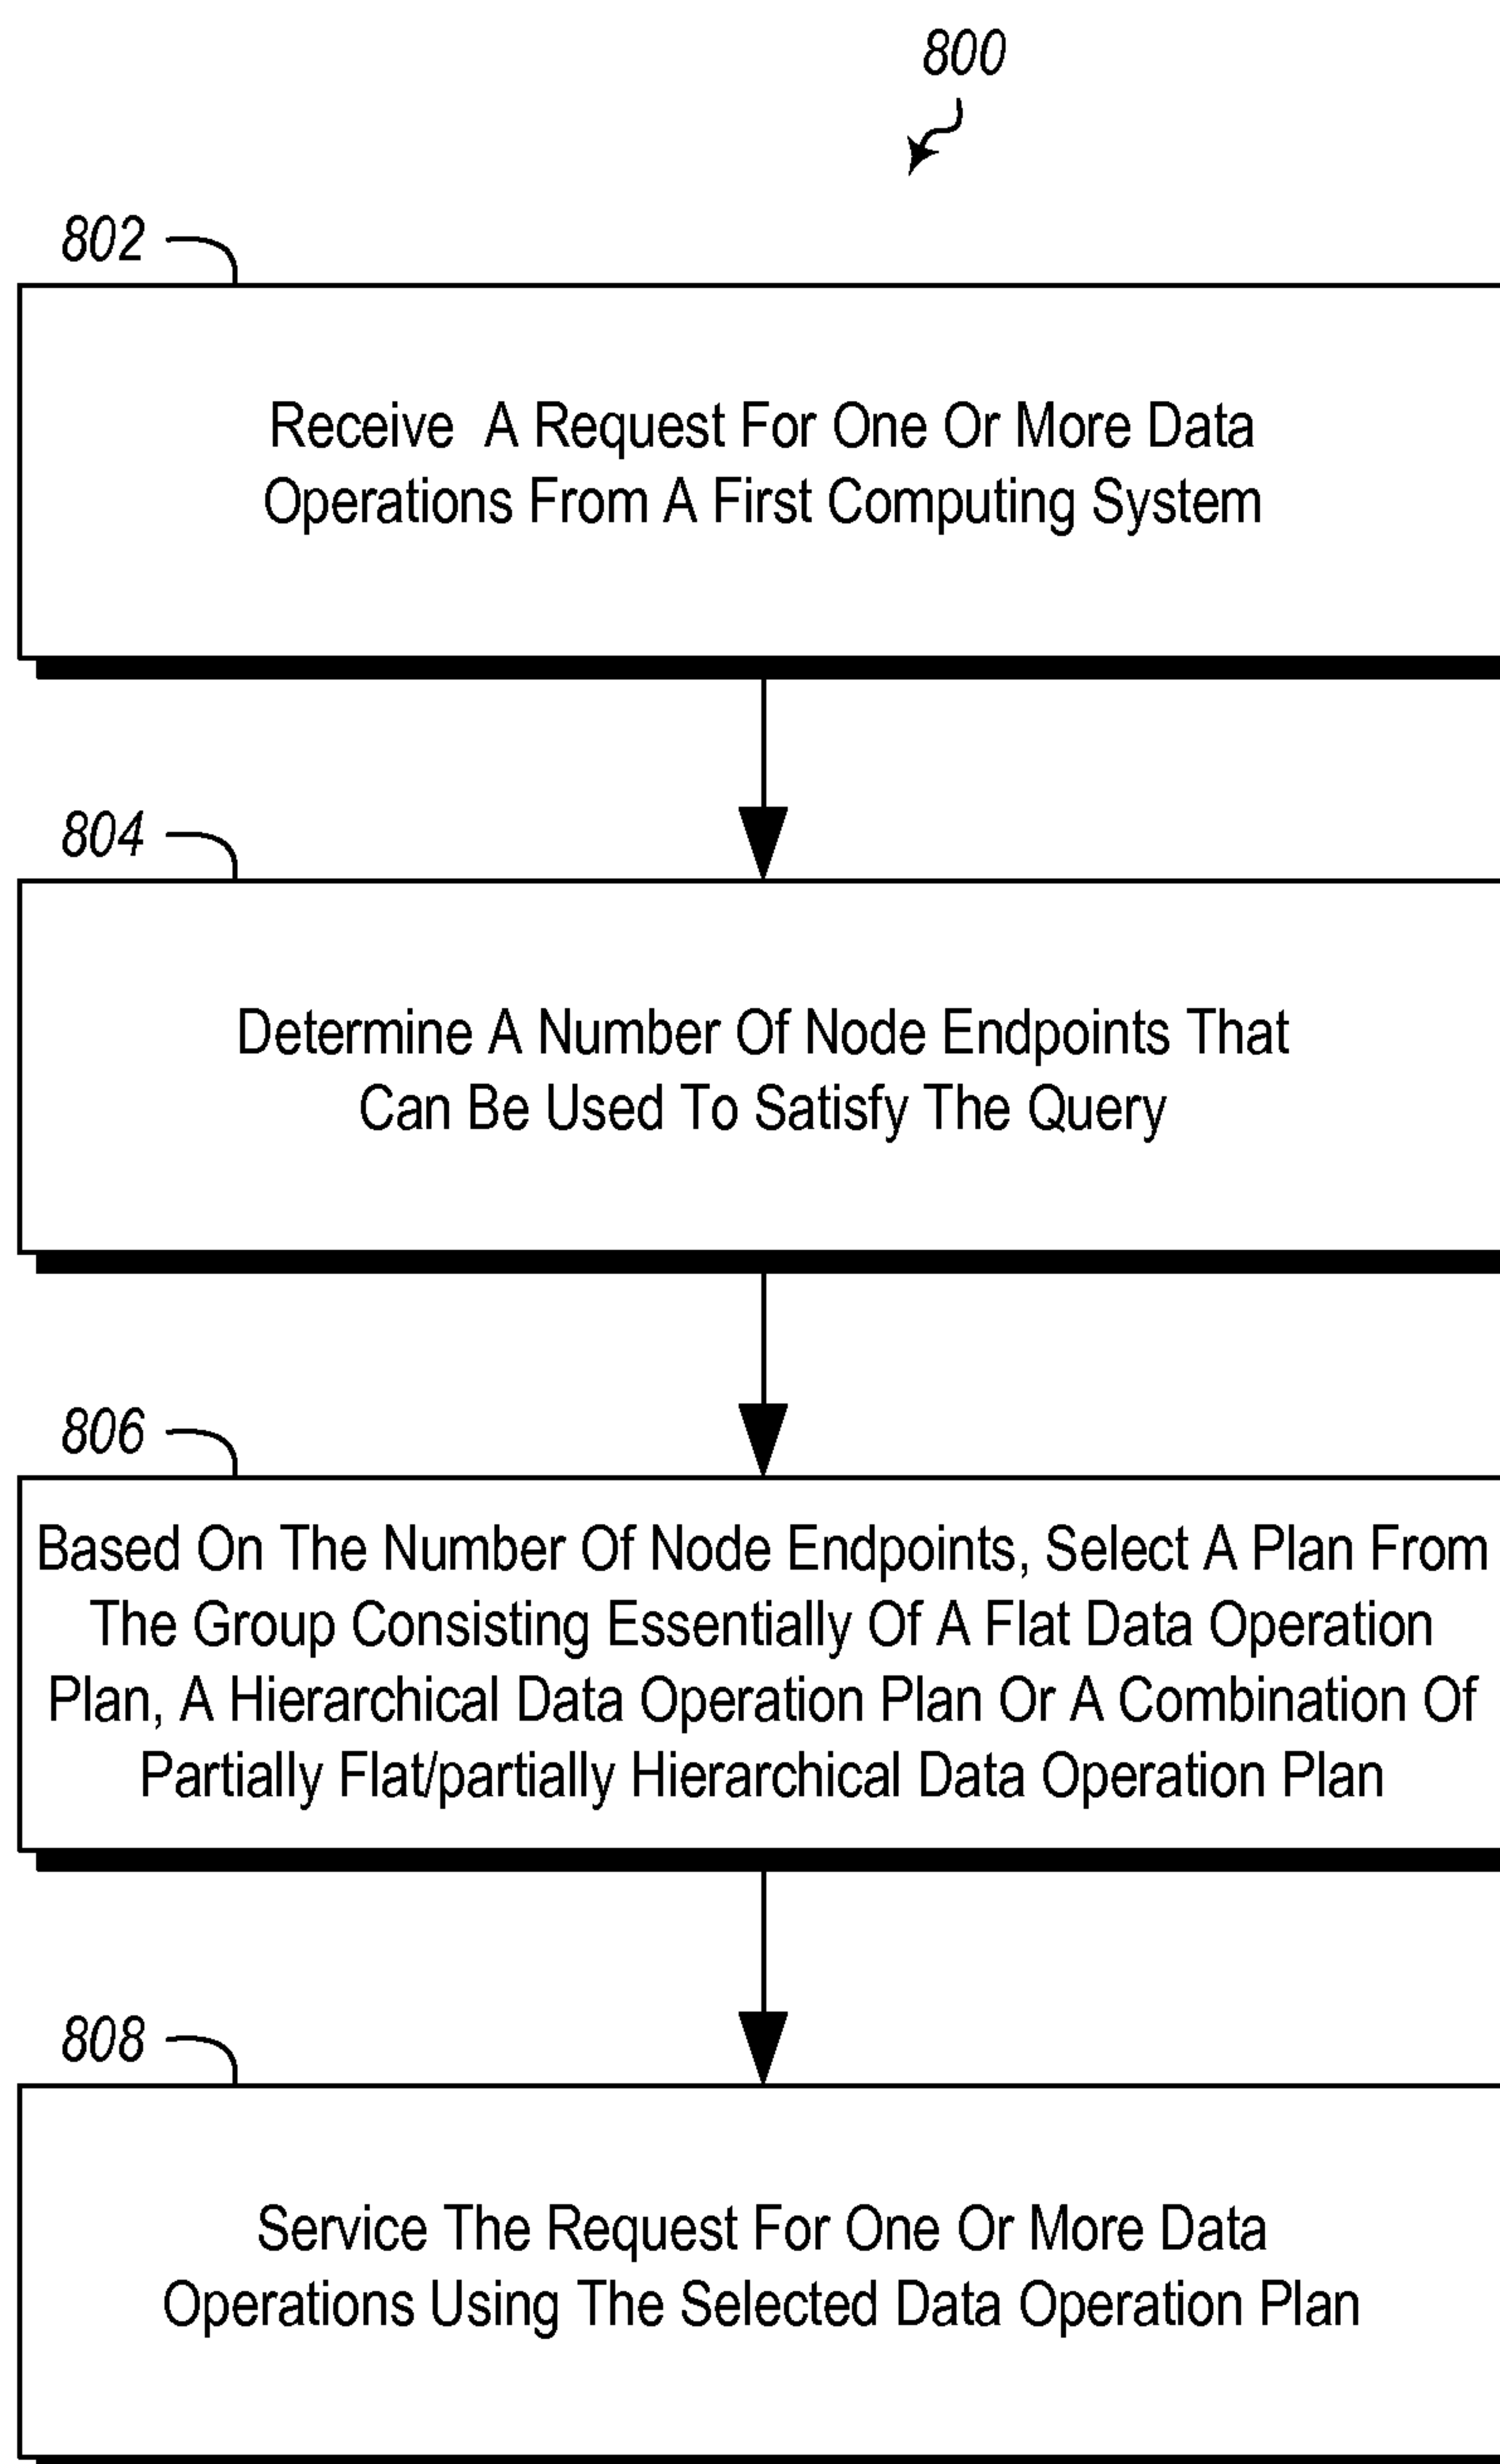 800
802
Receive A Request For One Or More Data
Operations From A First Computing System
804
Determine A Number Of Node Endpoints That
Can Be Used To Satisfy The Query
806
Based On The Number Of Node Endpoints, Select A Plan From
The Group Consisting Essentially Of A Flat Data Operation
Plan, A Hierarchical Data Operation Plan Or A Combination Of
Partially Flat/partially Hierarchical Data Operation Plan
808
Service The Request For One Or More Data
Operations Using The Selected Data Operation Plan